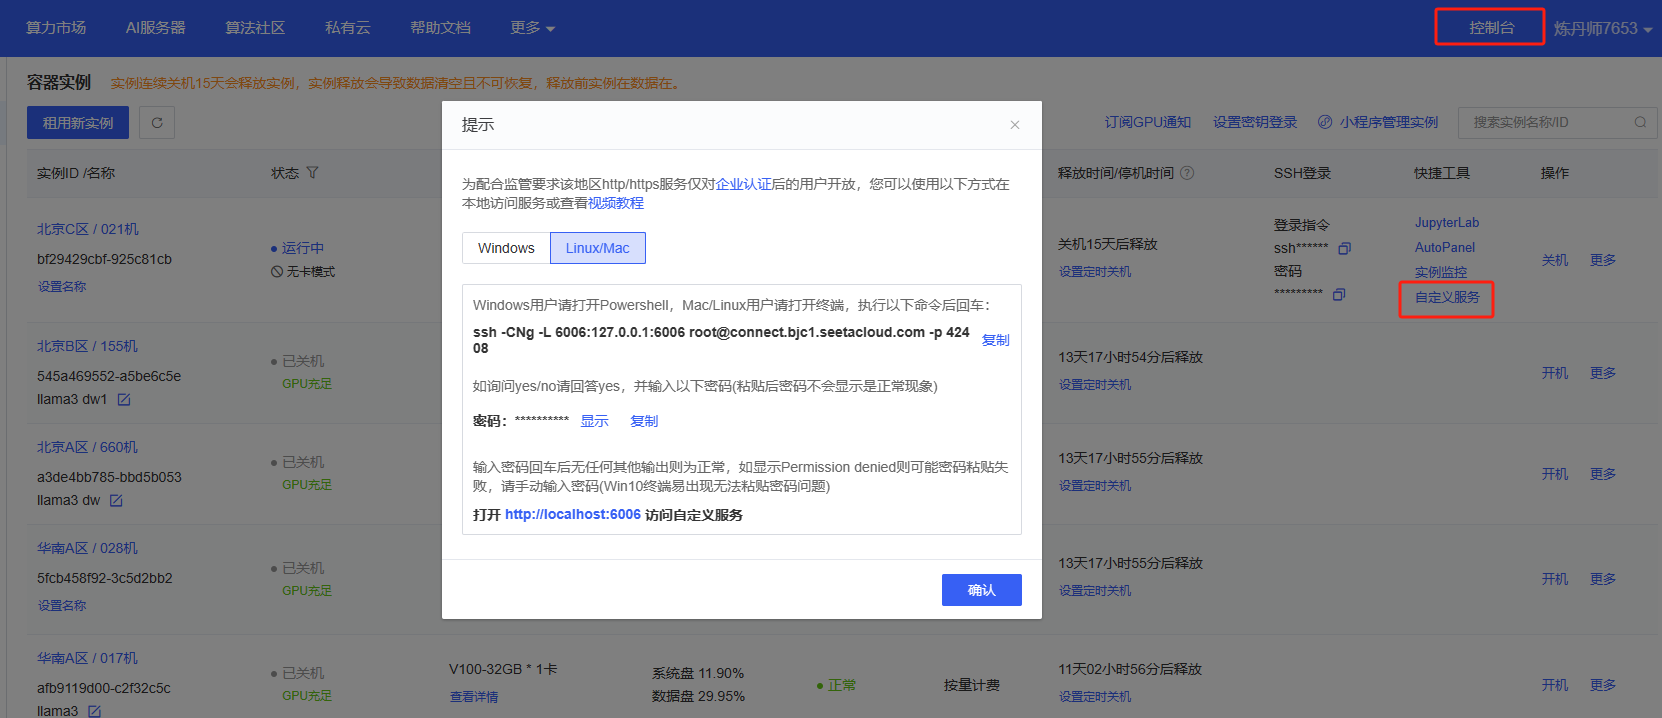 算力市场 AI服务器 算法社区 私有云 帮助文档 更多 控制台 炼丹师7653
容器实例 实例连续关机15天会释放实例，实例释放会导致数据清空且不可恢复，释放前实例在数据在。
租用新实例 订阅GPU通知 设置密钥登录 小程序管理实例 搜索实例名称/ID
实例ID /名称 状态 释放时间/停机时间 SSH登录 快捷工具 操作
北京C区 / 021机
bf29429cbf-925c81cb
设置名称
运行中
无卡模式
关机15天后释放
设置定时关机
登录指令
ssh******
密码
*********
JupyterLab
AutoPanel
实例监控
自定义服务
关机 更多
北京B区 / 155机
545a469552-a5be6c5e
llama3 dw1
已关机
GPU充足
13天17小时54分后释放
设置定时关机
开机 更多
北京A区 / 660机
a3de4bb785-bbd5b053
llama3 dw
已关机
GPU充足
13天17小时55分后释放
设置定时关机
开机 更多
华南A区 / 028机
5fcb458f92-3c5d2bb2
设置名称
已关机
GPU充足
13天17小时55分后释放
设置定时关机
开机 更多
华南A区 / 017机
afb9119d00-c2f32c5c
llama3
已关机
GPU充足
V100-32GB * 1卡
查看详情
系统盘 11.90%
数据盘 29.95%
正常
按量计费
11天02小时56分后释放
设置定时关机
开机 更多
提示
为配合监管要求该地区http/https服务仅对企业认证后的用户开放，您可以使用以下方式在
本地访问服务或查看视频教程
Windows Linux/Mac
Windows用户请打开Powershell，Mac/Linux用户请打开终端，执行以下命令后回车：
ssh -CNg -L 6006:127.0.0.1:6006 root@connect.bjc1.seetacloud.com -p 424
08
复制
如询问yes/no请回答yes，并输入以下密码(粘贴后密码不会显示是正常现象)
密码：********** 显示 复制
输入密码回车后无任何其他输出则为正常，如显示Permission denied则可能密码粘贴失
败，请手动输入密码(Win10终端易出现无法粘贴密码问题)
打开 http://localhost:6006 访问自定义服务
确认